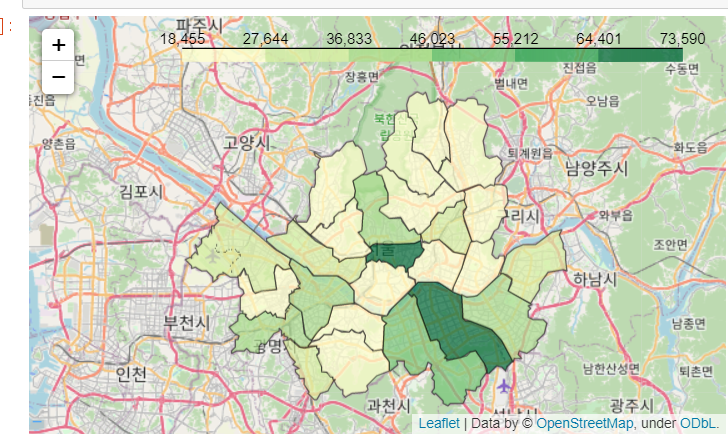 ]:
+
−
18,455 27,644 36,833 46,023 55,212 64,401 73,590
파주시
장흥면
별내면
진접읍
수동면
오남읍
양촌읍
고양시
북한산
퇴계원읍
화도읍
남양주시
김포시
와부읍
조안면
하남시
부천시
남종면
인천
남한산성면
퇴촌면
과천시
광주시
Leaflet | Data by © OpenStreetMap, under ODbL.